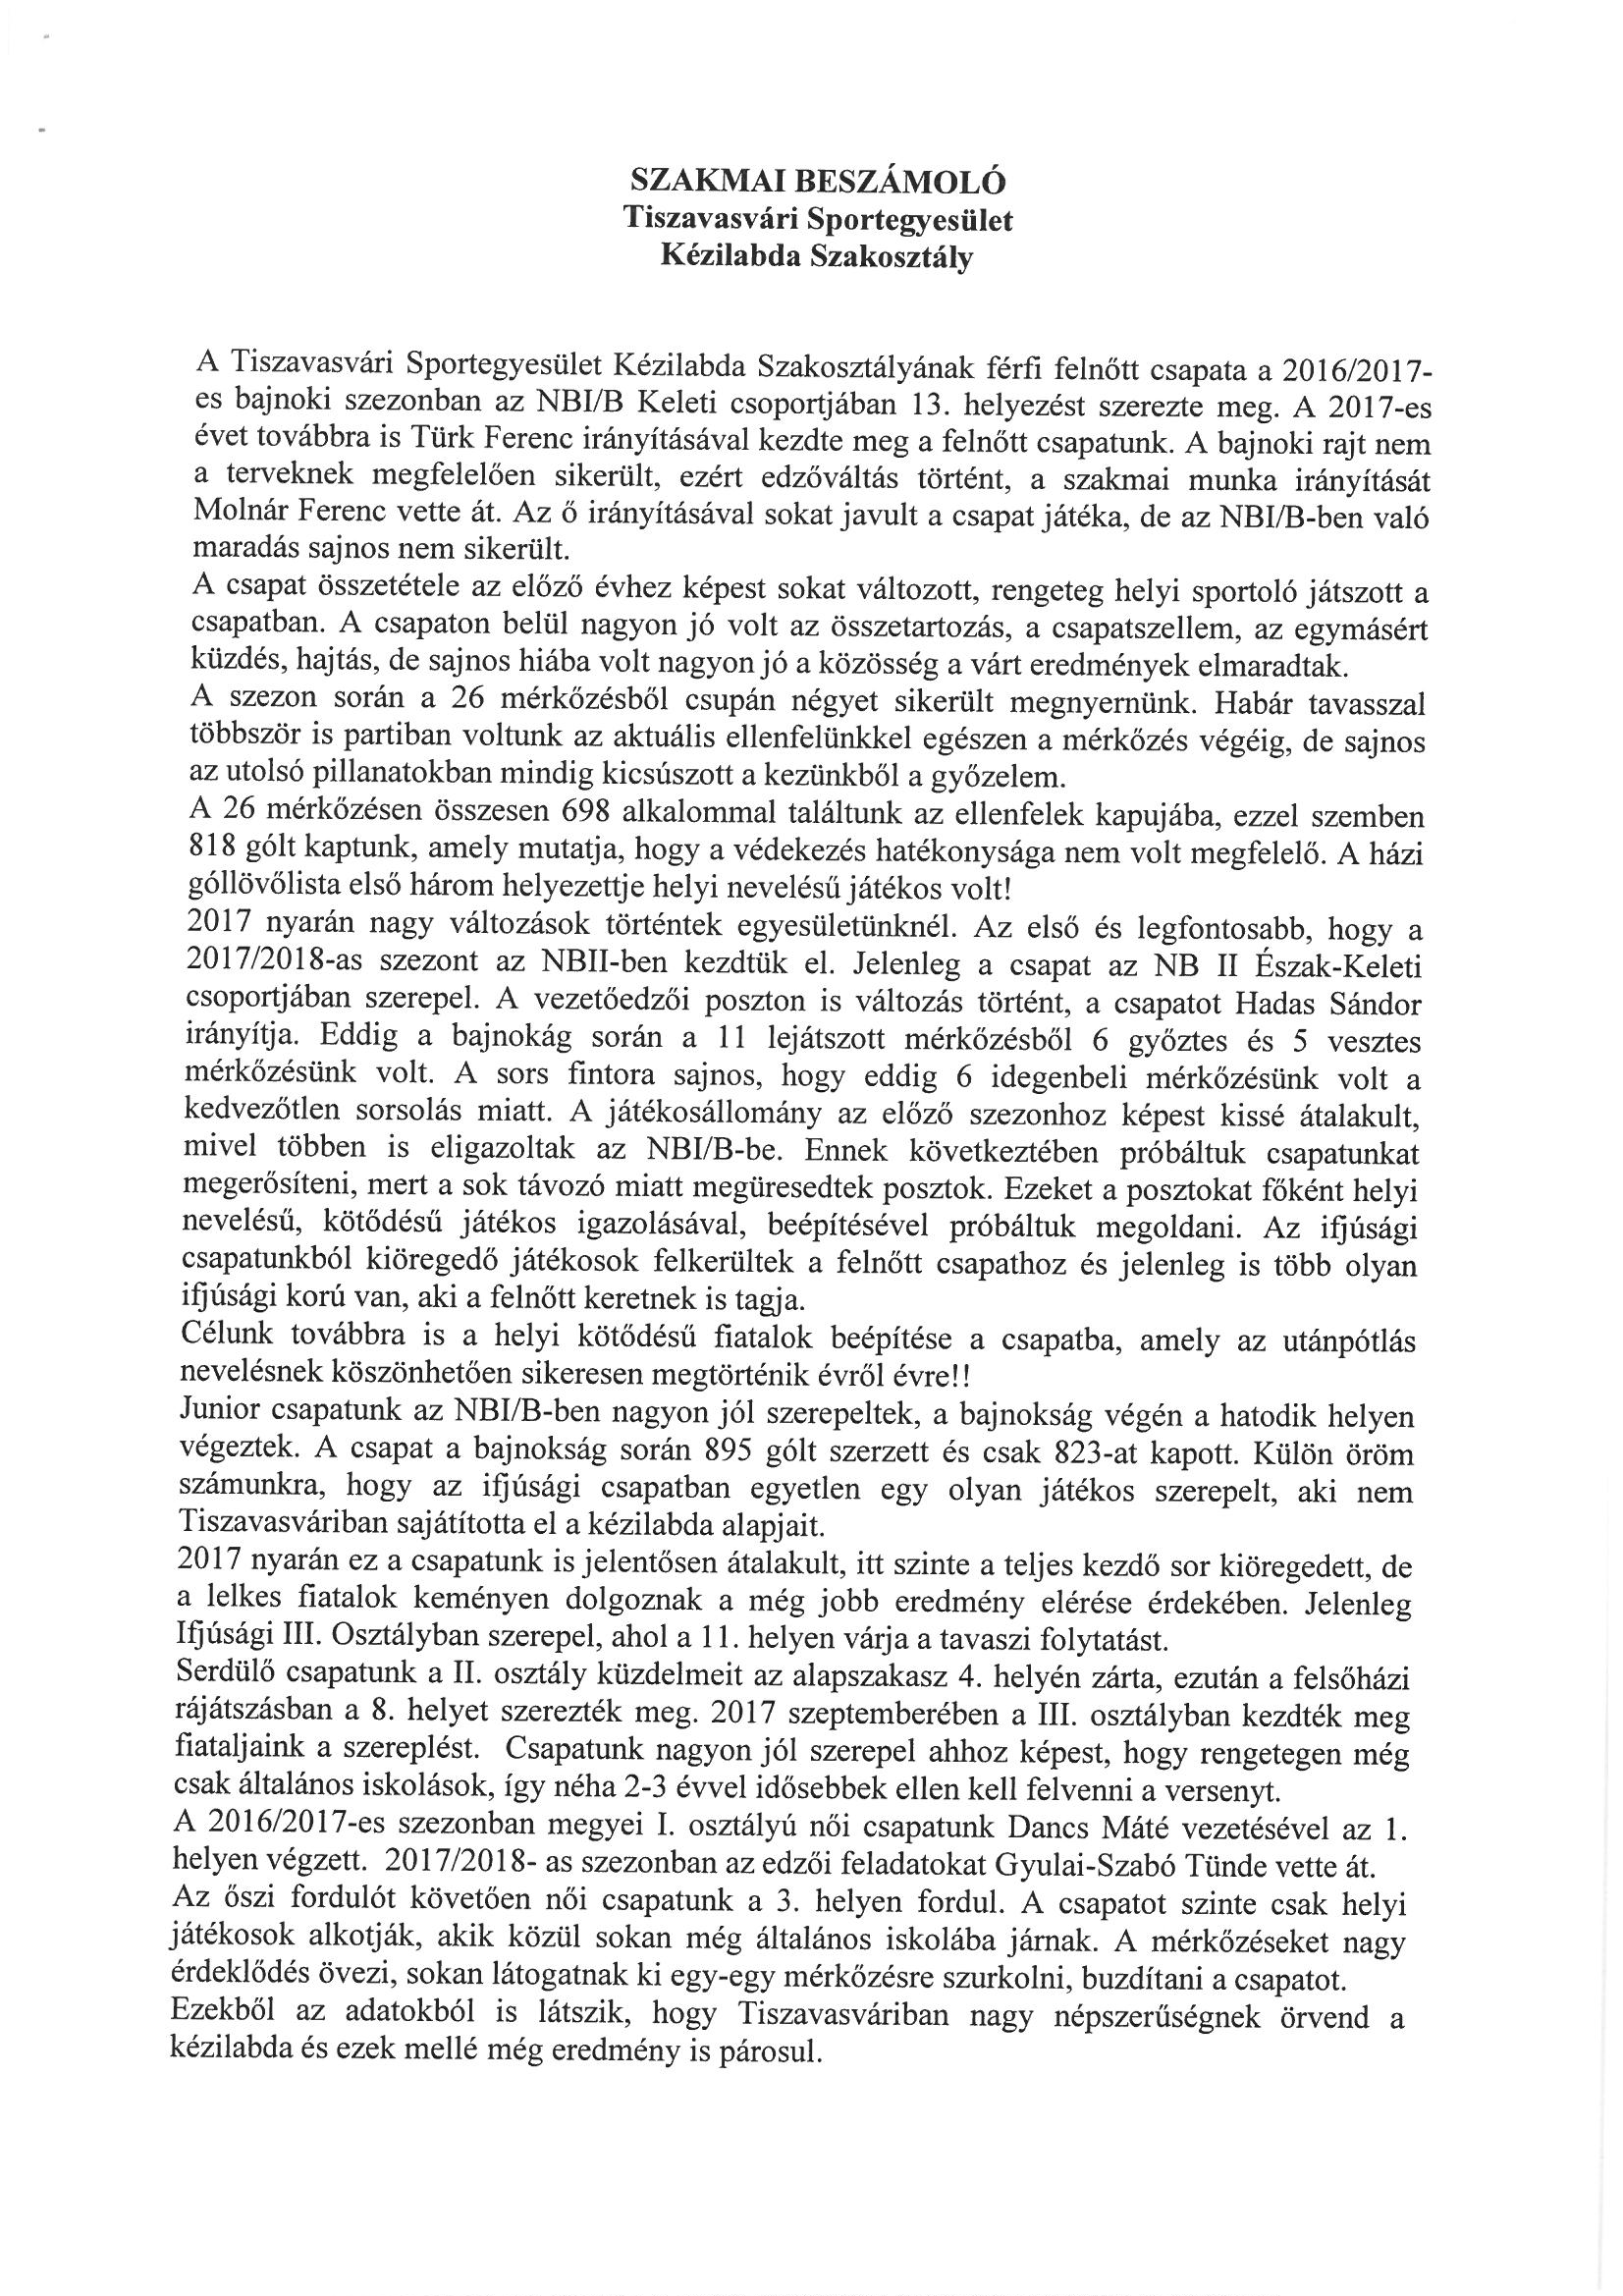 SZAKMAI BESZÁMOLÓ
Tiszavasvári Sportegyesület
Kézilabda Szakosztály
A Tiszavasvári Sportegyesület Kézilabda Szakosztályának férfi felnőtt csapata a 2016/2017-
es bajnoki szezonban az NBI/B Keleti csoportjában 13. helyezést szerezte meg. A 2017-es
évet továbbra is Türk Ferenc irányításával kezdte meg a felnőtt csapatunk. A bajnoki rajt nem
a terveknek megfelelően sikerült, ezért edzőváltás történt, a szakmai munka irányítását
Molnár Ferenc vette át. Az ő irányításával sokat javult a csapat játéka, de az NBI/B-ben való
maradás sajnos nem sikerült.
A csapat összetétele az előző évhez képest sokat változott, rengeteg helyi sportoló játszott a
csapatban. A csapaton belül nagyon jó volt az összetartozás, a csapatszellem, az egymásért
küzdés, hajtás, de sajnos hiába volt nagyon jó a közösség a várt eredmények elmaradtak.
A szezon során a 26 mérkőzésből csupán négyet sikerült megnyernünk. Habár tavasszal
többször is partiban voltunk az aktuális ellenfelünkkel egészen a mérkőzés végéig, de sajnos
az utolsó pillanatokban mindig kicsúszott a kezünkből a győzelem.
A 26 mérkőzésen összesen 698 alkalommal találtunk az ellenfelek kapujába, ezzel szemben
818 gólt kaptunk, amely mutatja, hogy a védekezés hatékonysága nem volt megfelelő. A házi
góllövőlista első három helyezettje helyi nevelésű játékos volt!
2017 nyarán nagy változások történtek egyesületünknél. Az első és legfontosabb, hogy a
2017/2018-as szezont az NBII-ben kezdtük el. Jelenleg a csapat az NB II Észak-Keleti
csoportjában szerepel. A vezetőedzői poszton is változás történt, a csapatot Hadas Sándor
irányítja. Eddig a bajnokág során a 11 lejátszott mérkőzésből 6 győztes és 5 vesztes
mérkőzésünk volt. A sors fintora sajnos, hogy eddig 6 idegenbeli mérkőzésünk volt a
kedvezőtlen sorsolás miatt. A játékosállomány az előző szezonhoz képest kissé átalakult,
mivel többen is eligazoltak az NBI/B-be. Ennek következtében próbáltuk csapatunkat
megerősíteni, mert a sok távozó miatt megüresedtek posztok. Ezeket a posztokat főként helyi
nevelésű, kötődésű játékos igazolásával, beépítésével próbáltuk megoldani. Az ifjúsági
csapatunkból kiöregedő játékosok felkerültek a felnőtt csapathoz és jelenleg is több olyan
ifjúsági korú van, aki a felnőtt keretnek is tagja.
Célunk továbbra is a helyi kötődésű fiatalok beépítése a csapatba, amely az utánpótlás
nevelésnek köszönhetően sikeresen megtörténik évről évre!!
Junior csapatunk az NBI/B-ben nagyon jól szerepeltek, a bajnokság végén a hatodik helyen
végeztek. A csapat a bajnokság során 895 gólt szerzett és csak 823-at kapott. Külön öröm
számunkra, hogy az ifjúsági csapatban egyetlen egy olyan játékos szerepelt, aki nem
Tiszavasváriban sajátította el a kézilabda alapjait.
2017 nyarán ez a csapatunk is jelentősen átalakult, itt szinte a teljes kezdő sor kiöregedett, de
a lelkes fiatalok keményen dolgoznak a még jobb eredmény elérése érdekében. Jelenleg
Ifjúsági III. Osztályban szerepel, ahol a 11. helyen várja a tavaszi folytatást.
Serdülő csapatunk a II. osztály küzdelmeit az alapszakasz 4. helyén zárta, ezután a felsőházi
rájátszásban a 8. helyet szerezték meg. 2017 szeptemberében a III. osztályban kezdték meg
fiataljaink a szereplést.  Csapatunk nagyon jól szerepel ahhoz képest, hogy rengetegen még
csak általános iskolások, így néha 2-3 évvel idősebbek ellen kell felvenni a versenyt.
A 2016/2017-es szezonban megyei I. osztályú női csapatunk Dancs Máté vezetésével az 1.
helyen végzett.  2017/2018- as szezonban az edzői feladatokat Gyulai-Szabó Tünde vette át.
Az őszi fordulót követően női csapatunk a 3. helyen fordul. A csapatot szinte csak helyi
játékosok alkotják, akik közül sokan még általános iskolába járnak. A mérkőzéseket nagy
érdeklődés övezi, sokan látogatnak ki egy-egy mérkőzésre szurkolni, buzdítani a csapatot.
Ezekből az adatokból is látszik, hogy Tiszavasváriban nagy népszerűségnek örvend a
kézilabda és ezek mellé még eredmény is párosul.